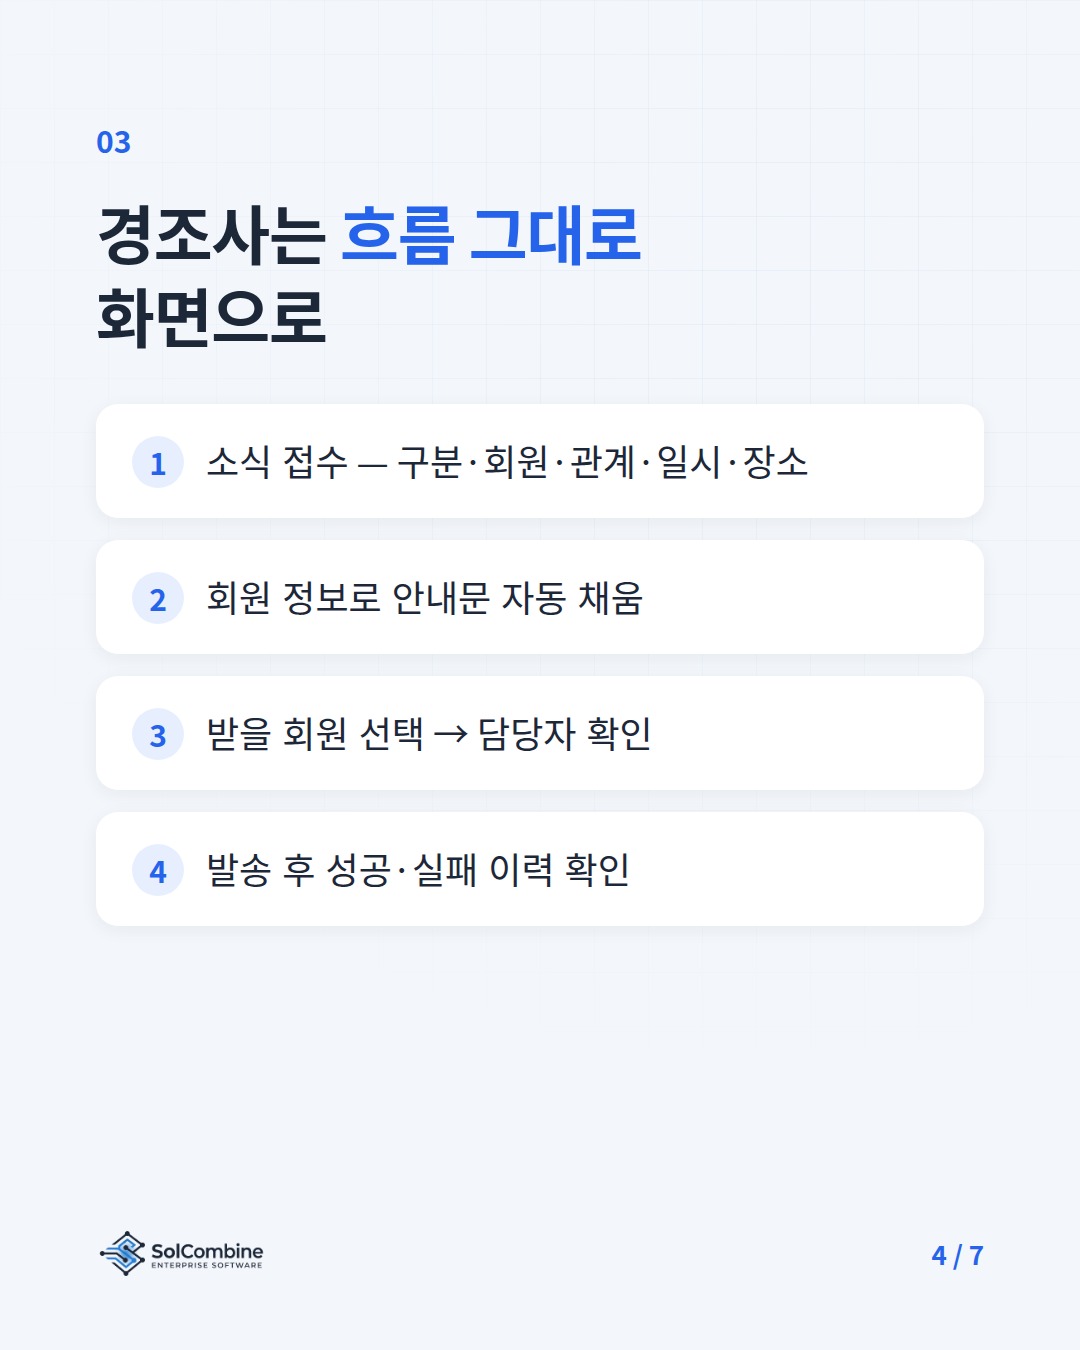 03
경조사는 흐름 그대로
화면으로
1 소식 접수 — 구분·회원·관계·일시·장소
2 회원 정보로 안내문 자동 채움
3 받을 회원 선택 → 담당자 확인
4 발송 후 성공·실패 이력 확인
SolCombine
ENTERPRISE SOFTWARE
4 / 7